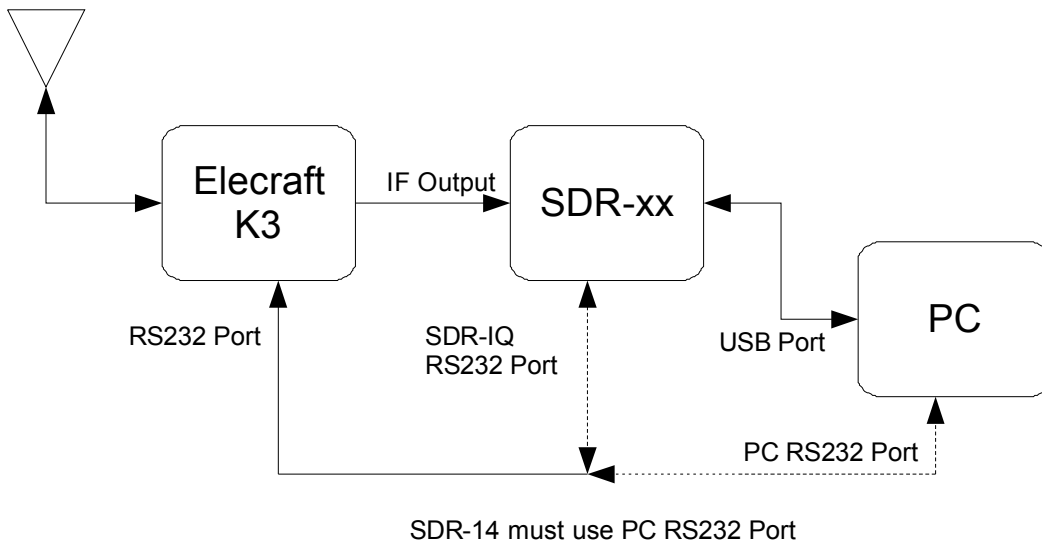 Elecraft
K3
IF Output
SDR-xx
PC
RS232 Port
SDR-IQ
RS232 Port
USB Port
PC RS232 Port
SDR-14 must use PC RS232 Port